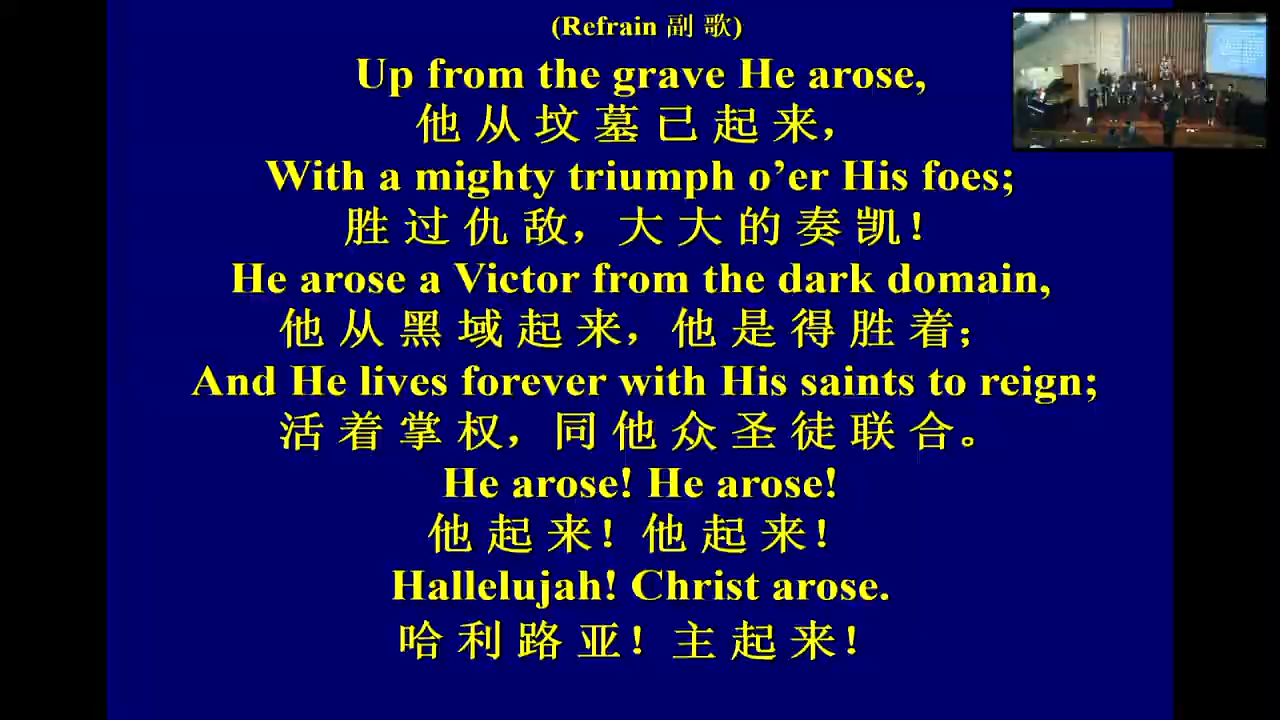 (Refrain 副 歌)
Up from the grave He arose,
他 从 坟 墓 已 起 来，
With a mighty triumph o’er His foes;
胜 过 仇 敌， 大 大 的 奏 凯！
He arose a Victor from the dark domain,
他 从 黑 域 起 来， 他 是 得 胜 着；
And He lives forever with His saints to reign;
活 着 掌 权， 同 他 众 圣 徒 联 合。
He arose! He arose!
他 起 来！ 他 起 来！
Hallelujah! Christ arose.
哈 利 路 亚！ 主 起 来！